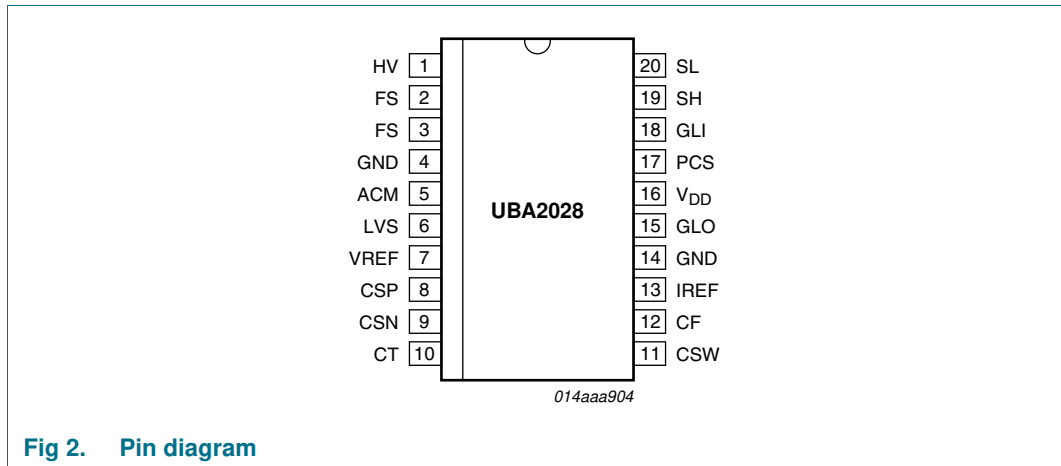 HV 1
FS 2
FS 3
GND 4
ACM 5
LVS 6
VREF 7
CSP 8
CSN 9
CT 10
UBA2028
20 SL
19 SH
18 GLI
17 PCS
16 VDD
15 GLO
14 GND
13 IREF
12 CF
11 CSW
014aaa904
Fig 2. Pin diagram